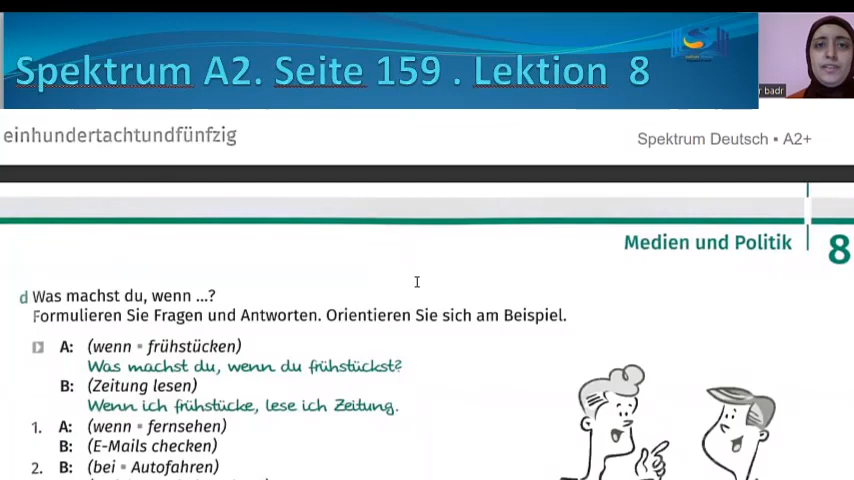 Spektrum A2. Seite 159 . Lektion 8
r badr
einhundertachtundfünfzig
Spektrum Deutsch • A2+
Medien und Politik 8
d Was machst du, wenn ...?
Formulieren Sie Fragen und Antworten. Orientieren Sie sich am Beispiel.
A: (wenn • frühstücken)
Was machst du, wenn du frühstückst?
B: (Zeitung lesen)
Wenn ich frühstücke, lese ich Zeitung.
1. A: (wenn • fernsehen)
B: (E-Mails checken)
2. B: (bei • Autofahren)